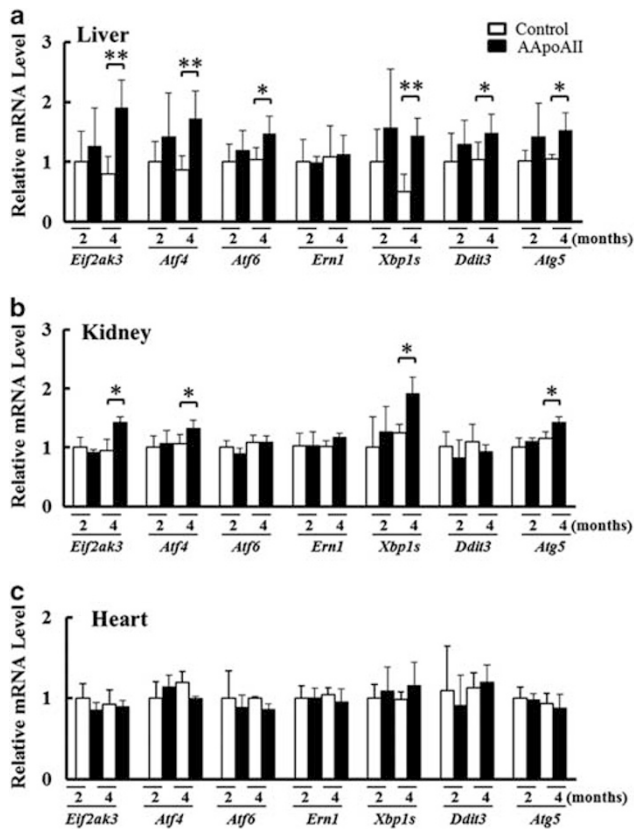 a
Liver
Control
AApoAII
Relative mRNA Level
3
2
1
0
** ** * ** * *
2 4 2 4 2 4 2 4 2 4 2 4 2 4 (months)
Eif2ak3 Atf4 Atf6 Ern1 Xbp1s Ddit3 Atg5
b
Kidney
Relative mRNA Level
3
2
1
0
* * * *
2 4 2 4 2 4 2 4 2 4 2 4 2 4 (months)
Eif2ak3 Atf4 Atf6 Ern1 Xbp1s Ddit3 Atg5
c
Heart
Relative mRNA Level
2
1
0
2 4 2 4 2 4 2 4 2 4 2 4 2 4 (months)
Eif2ak3 Atf4 Atf6 Ern1 Xbp1s Ddit3 Atg5